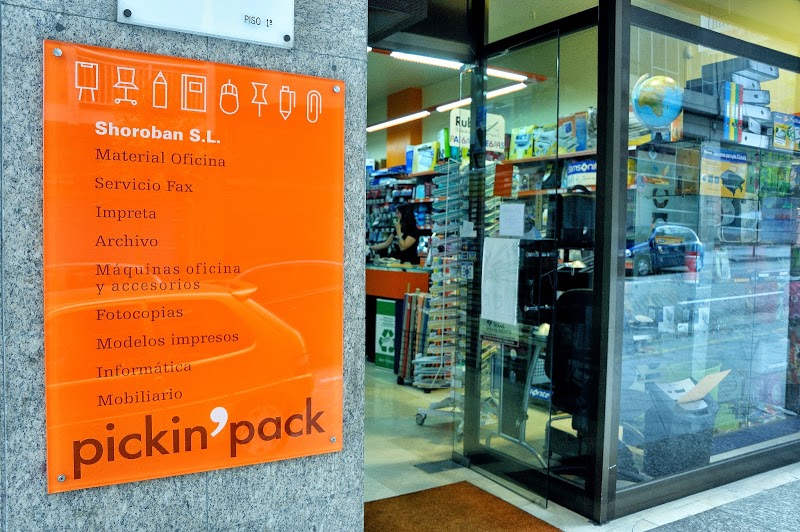 PISO 1º
Shoroban S.L.
Material Oficina
Servicio Fax
Impreta
Archivo
Máquinas oficina
y accesorios
Fotocopias
Modelos impresos
Informática
Mobiliario
pickin'pack